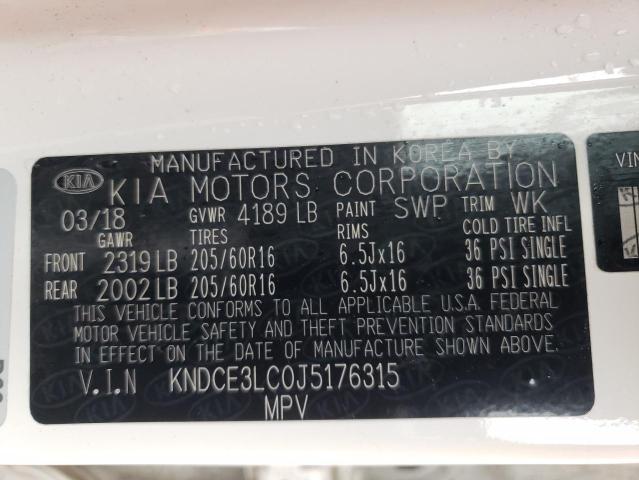 MANUFACTURED IN KOREA BY
KIA KIA MOTORS CORPORATION
03/18 GVWR 4189 LB PAINT SWP TRIM WK
GAWR TIRES RIMS COLD TIRE INFL
FRONT 2319 LB 205/60R16 6.5Jx16 36 PSI SINGLE
REAR 2002 LB 205/60R16 6.5Jx16 36 PSI SINGLE
THIS VEHICLE CONFORMS TO ALL APPLICABLE U.S.A. FEDERAL
MOTOR VEHICLE SAFETY AND THEFT PREVENTION STANDARDS
IN EFFECT ON THE DATE OF MANUFACTURE SHOWN ABOVE.
V.I.N KNDCE3LC0J5176315
MPV
VIN